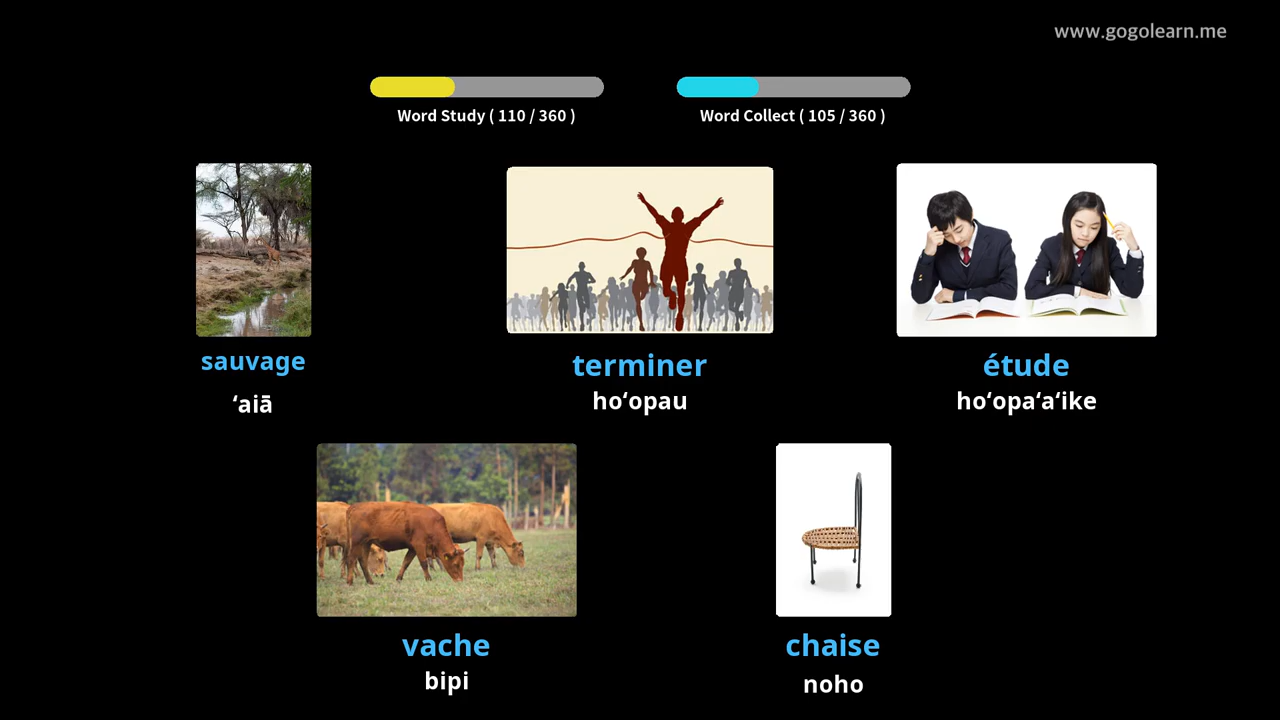 www.gogolearn.me
Word Study ( 110 / 360 )
Word Collect ( 105 / 360 )
sauvage
ʻaiā
terminer
hoʻopau
étude
hoʻopaʻaʻike
vache
bipi
chaise
noho